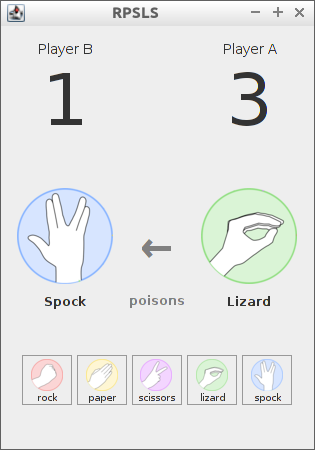 RPSLS
Player B Player A
1 3
Spock poisons Lizard
rock paper scissors lizard spock